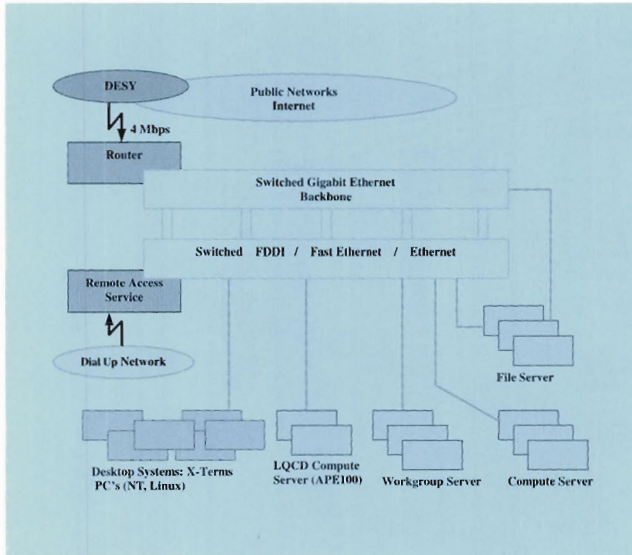 DESY
Public Networks
Internet
4 Mbps
Router
Switched Gigabit Ethernet
Backbone
Switched FDDI / Fast Ethernet / Ethernet
Remote Access
Service
Dial Up Network
File Server
Desktop Systems: X-Terms
PC's (NT, Linux)
LQCD Compute
Server (APE100)
Workgroup Server
Compute Server